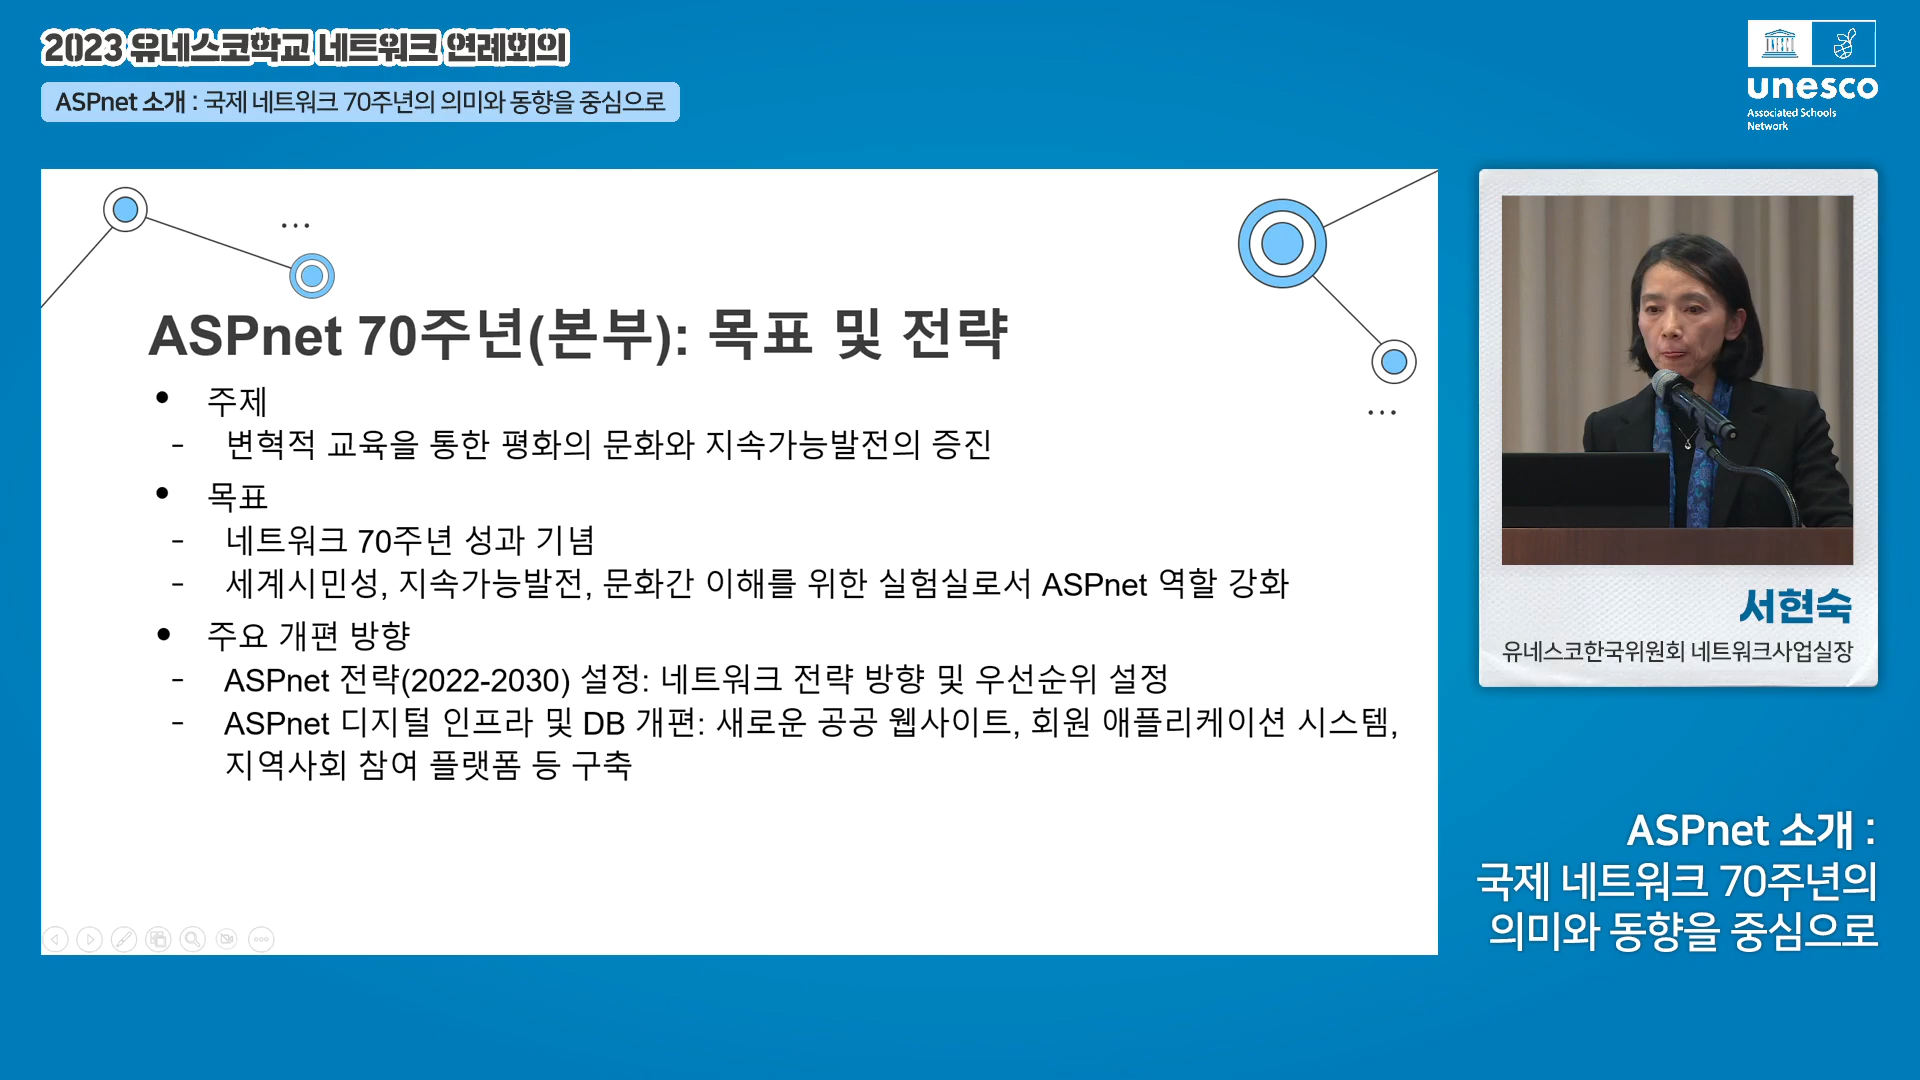 2023 유네스코학교 네트워크 연례회의
ASPnet 소개 : 국제 네트워크 70주년의 의미와 동향을 중심으로
unesco
Associated Schools
Network
ASPnet 70주년(본부): 목표 및 전략
• 주제
- 변혁적 교육을 통한 평화의 문화와 지속가능발전의 증진
• 목표
- 네트워크 70주년 성과 기념
- 세계시민성, 지속가능발전, 문화간 이해를 위한 실험실로서 ASPnet 역할 강화
• 주요 개편 방향
- ASPnet 전략(2022-2030) 설정: 네트워크 전략 방향 및 우선순위 설정
- ASPnet 디지털 인프라 및 DB 개편: 새로운 공공 웹사이트, 회원 애플리케이션 시스템,
지역사회 참여 플랫폼 등 구축
서현숙
유네스코한국위원회 네트워크사업실장
ASPnet 소개 :
국제 네트워크 70주년의
의미와 동향을 중심으로